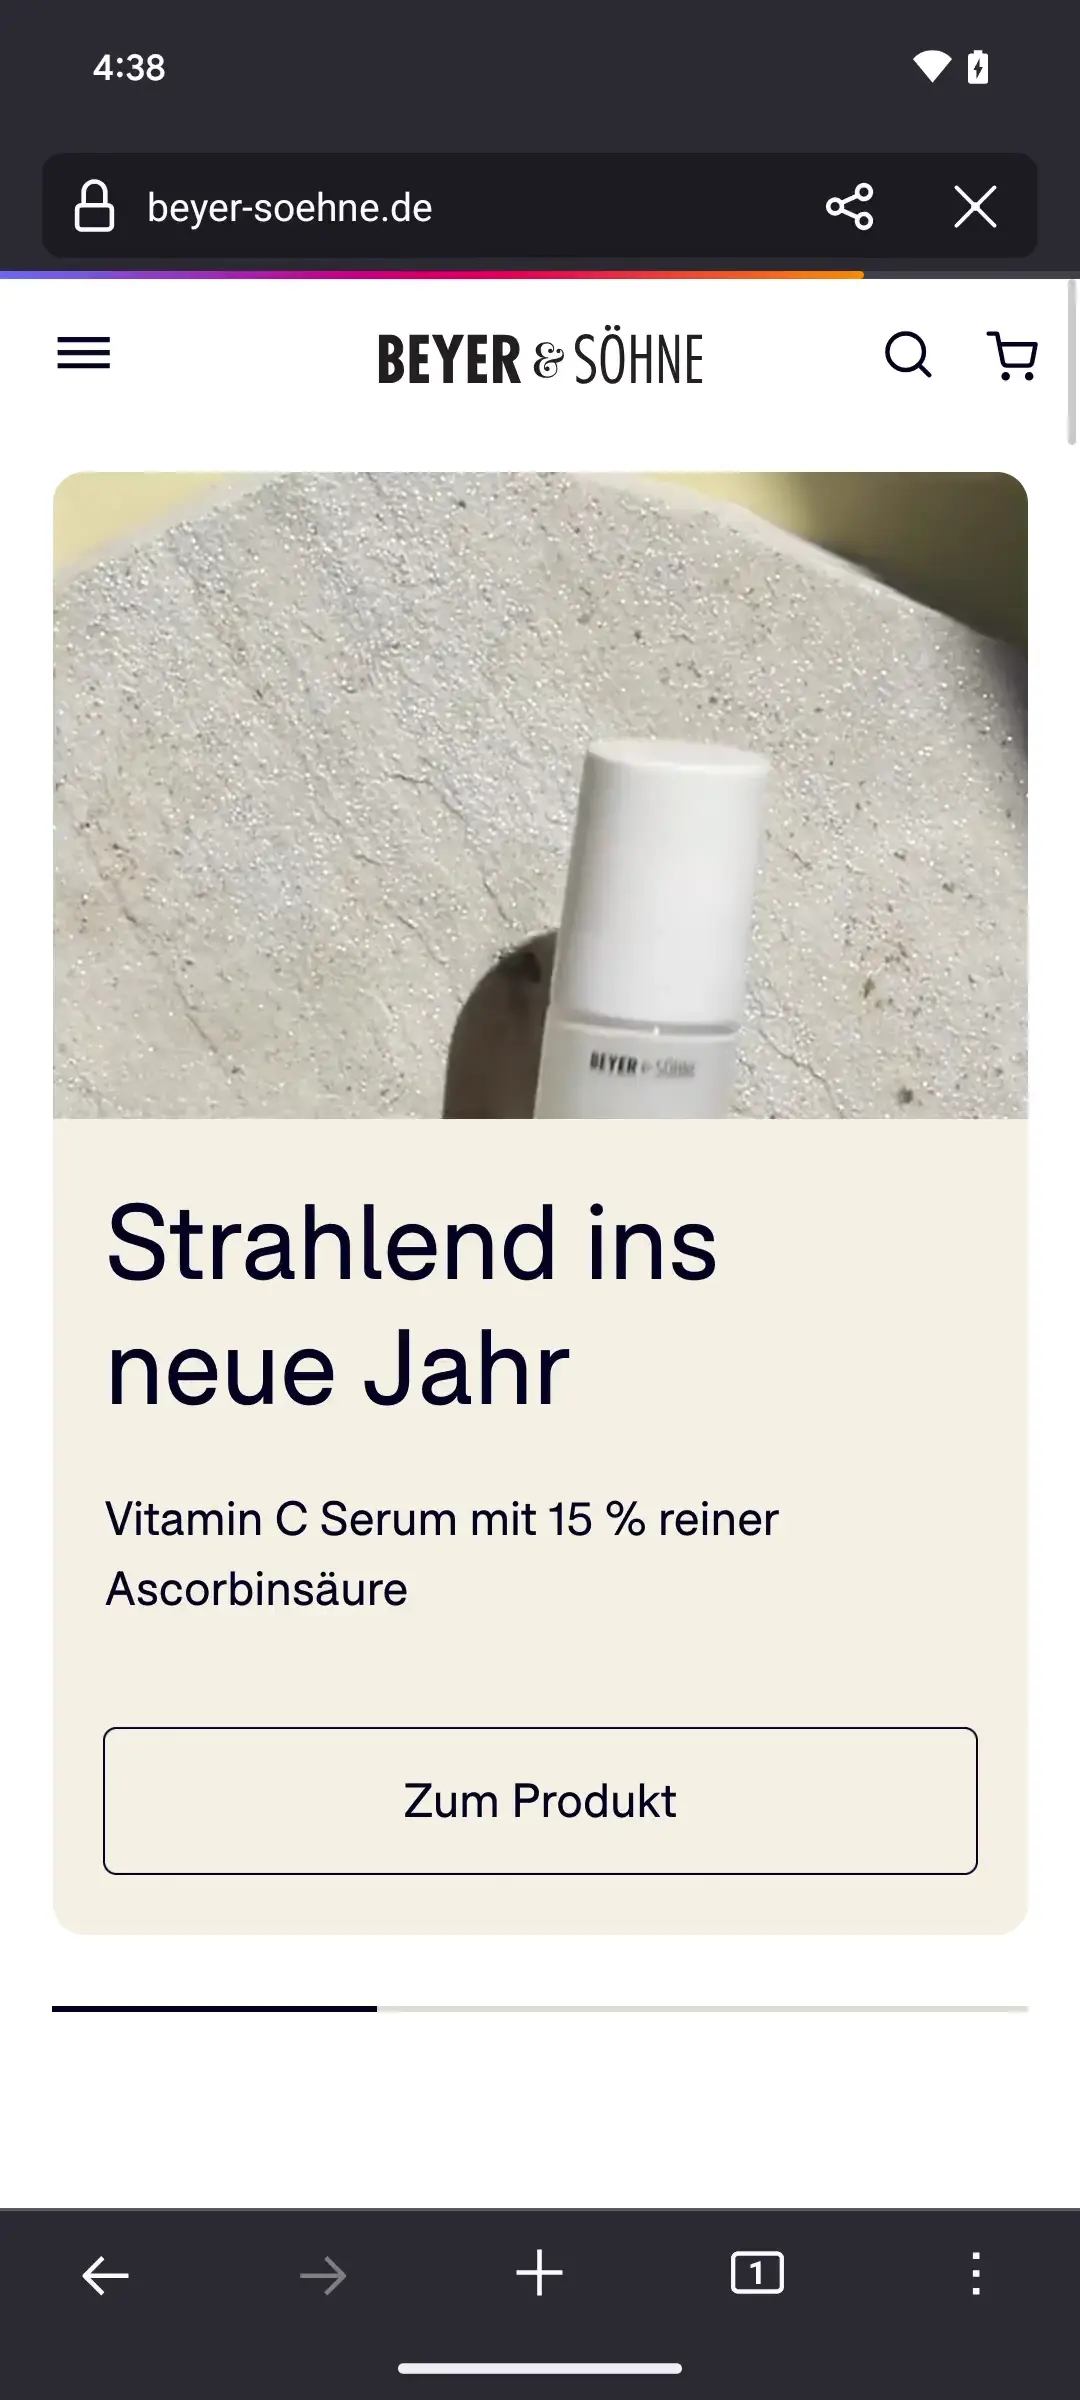 4:38
beyer-soehne.de
BEYER & SÖHNE
BEYER & SÖHNE
Strahlend ins
neue Jahr
Vitamin C Serum mit 15 % reiner
Ascorbinsäure
Zum Produkt
1